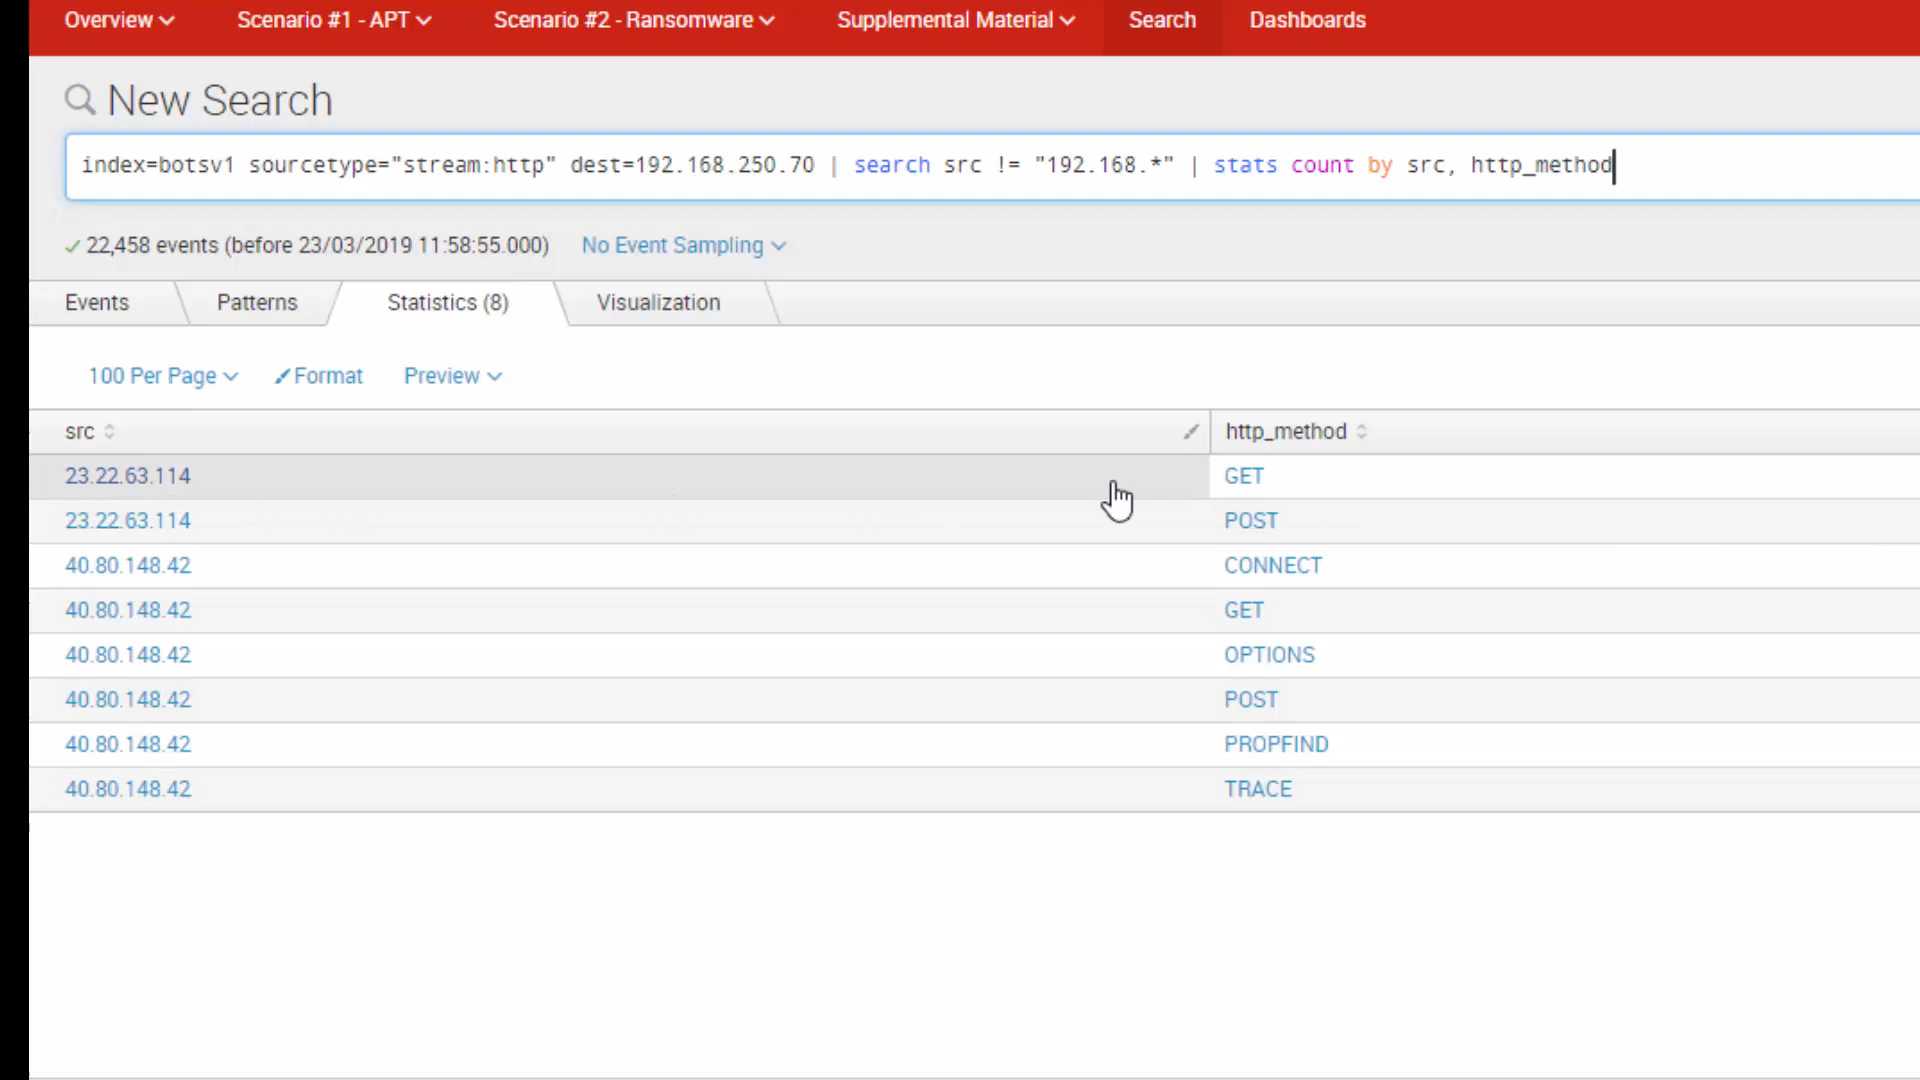 Overview Scenario #1 - APT Scenario #2 - Ransomware Supplemental Material Search Dashboards
New Search
index=botsv1 sourcetype="stream:http" dest=192.168.250.70 | search src != "192.168.*" | stats count by src, http_method
22,458 events (before 23/03/2019 11:58:55.000) No Event Sampling
Events Patterns Statistics (8) Visualization
100 Per Page Format Preview
src http_method
23.22.63.114 GET
23.22.63.114 POST
40.80.148.42 CONNECT
40.80.148.42 GET
40.80.148.42 OPTIONS
40.80.148.42 POST
40.80.148.42 PROPFIND
40.80.148.42 TRACE